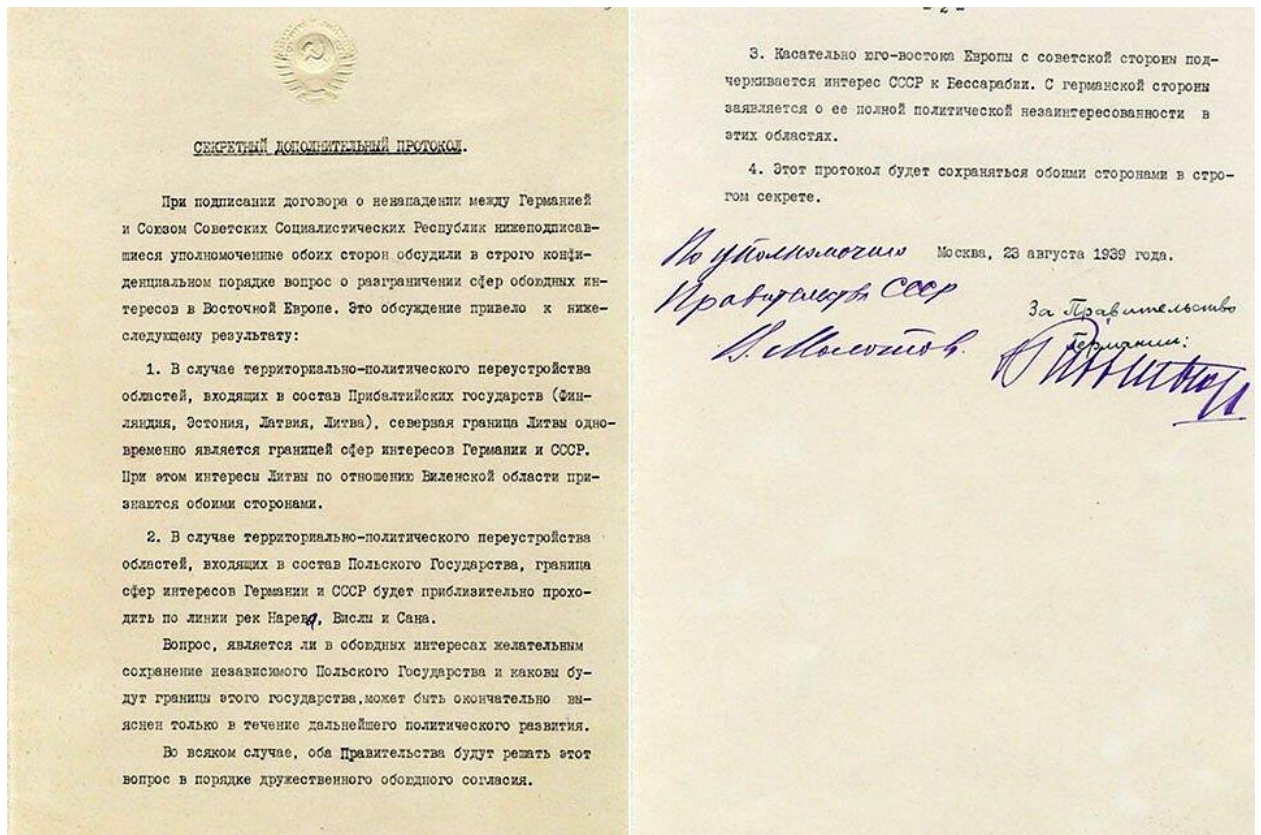 СЕКРЕТНЫЙ ДОПОЛНИТЕЛЬНЫЙ ПРОТОКОЛ.
При подписании договора о ненападении между Германией
и Союзом Советских Социалистических Республик нижеподписав-
шиеся уполномоченные обоих сторон обсудили в строго конфи-
денциальном порядке вопрос о разграничении сфер обоюдных ин-
тересов в Восточной Европе. Это обсуждение привело к ниже-
следующему результату:
1. В случае территориально-политического переустройства
областей, входящих в состав Прибалтийских государств (Фин-
ляндия, Эстония, Латвия, Литва), северная граница Литвы одно-
временно является границей сфер интересов Германии и СССР.
При этом интересы Литвы по отношению Виленской области при-
знаются обоими сторонами.
2. В случае территориально-политического переустройства
областей, входящих в состав Польского Государства, граница
сфер интересов Германии и СССР будет приблизительно прохо-
дить по линии рек Нарева, Вислы и Сана.
Вопрос, является ли в обоюдных интересах желательным
сохранение независимого Польского Государства и каковы бу-
дут границы этого государства, может быть окончательно вы-
яснен только в течение дальнейшего политического развития.
Во всяком случае, оба Правительства будут решать этот
вопрос в порядке дружественного обоюдного согласия.
- 2 -
3. Касательно юго-востока Европы с советской стороны под-
черкивается интерес СССР к Бессарабии. С германской стороны
заявляется о ее полной политической незаинтересованности в
этих областях.
4. Этот протокол будет сохраняться обоими сторонами в стро-
гом секрете.
Москва, 23 августа 1939 года.
По уполномочию
Правительства СССР
В. Молотов.
За Правительство
Германии: